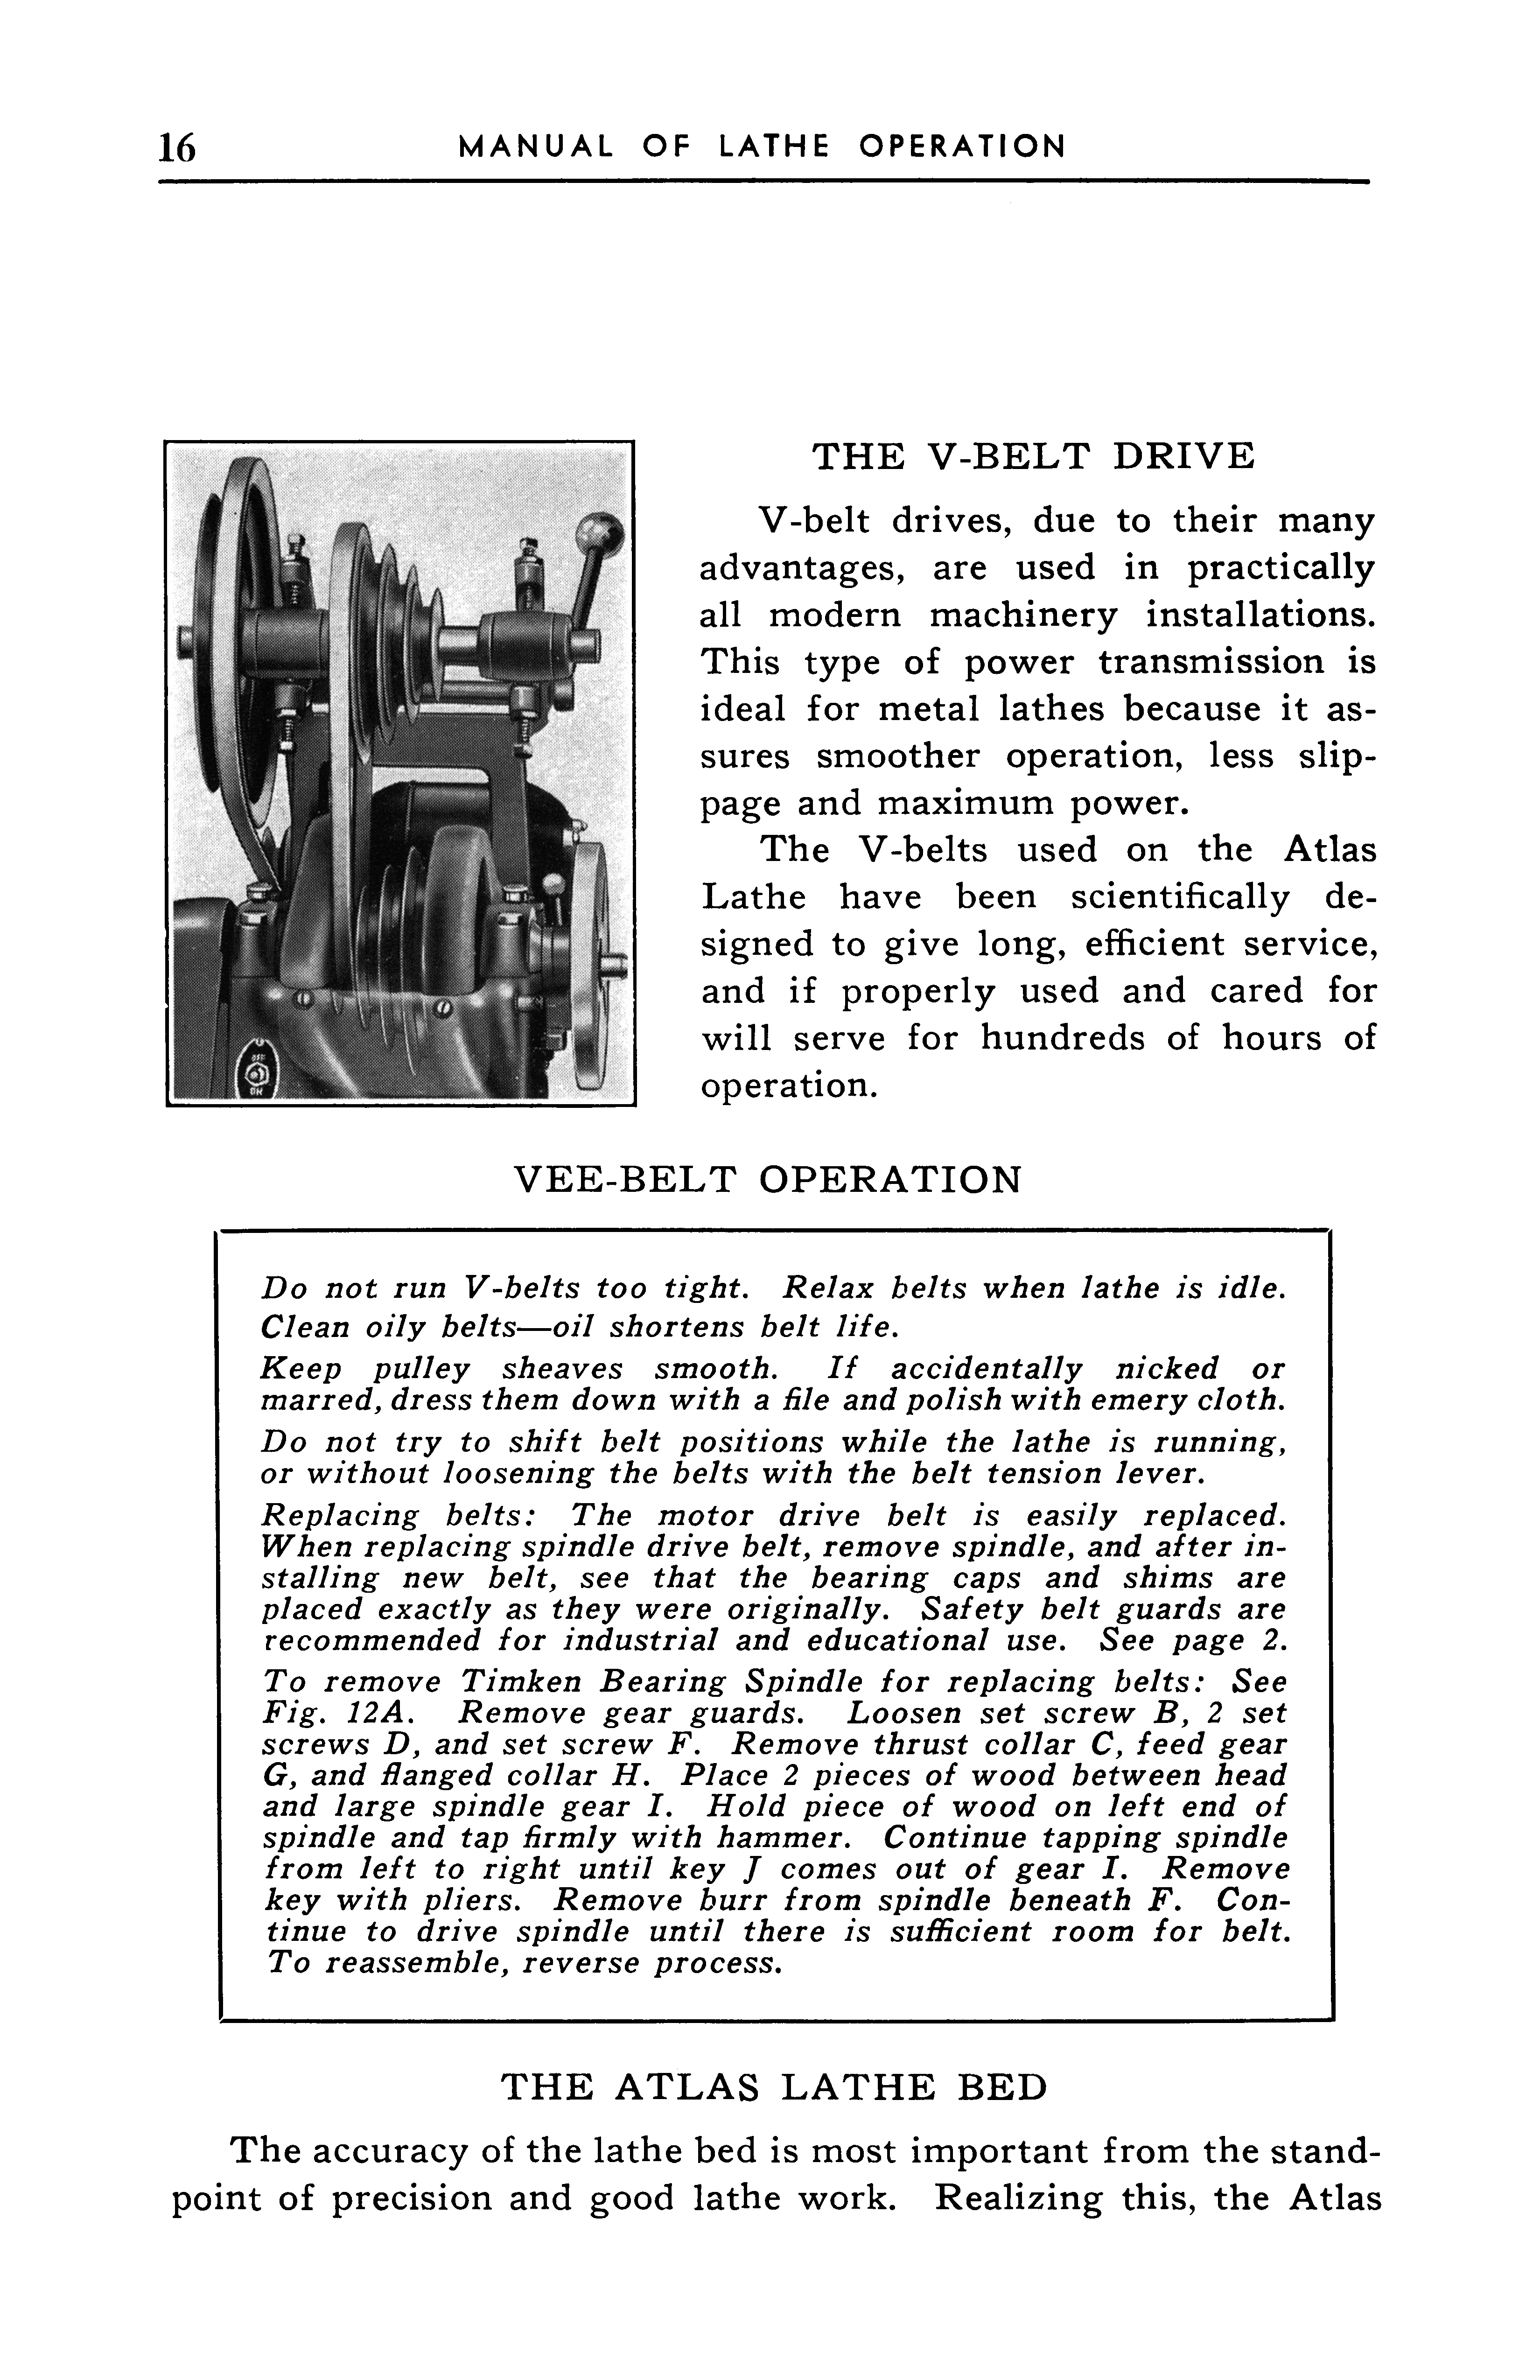 16
MANUAL OF LATHE OPERATION
OFF
ON
THE V-BELT DRIVE
V-belt drives, due to their many
advantages, are used in practically
all modern machinery installations.
This type of power transmission is
ideal for metal lathes because it as-
sures smoother operation, less slip-
page and maximum power.
The V-belts used on the Atlas
Lathe have been scientifically de-
signed to give long, efficient service,
and if properly used and cared for
will serve for hundreds of hours of
operation.
VEE-BELT OPERATION
Do not run V-belts too tight. Relax belts when lathe is idle.
Clean oily belts—oil shortens belt life.
Keep pulley sheaves smooth. If accidentally nicked or
marred, dress them down with a file and polish with emery cloth.
Do not try to shift belt positions while the lathe is running,
or without loosening the belts with the belt tension lever.
Replacing belts: The motor drive belt is easily replaced.
When replacing spindle drive belt, remove spindle, and after in-
stalling new belt, see that the bearing caps and shims are
placed exactly as they were originally. Safety belt guards are
recommended for industrial and educational use. See page 2.
To remove Timken Bearing Spindle for replacing belts: See
Fig. 12A. Remove gear guards. Loosen set screw B, 2 set
screws D, and set screw F. Remove thrust collar C, feed gear
G, and flanged collar H. Place 2 pieces of wood between head
and large spindle gear I. Hold piece of wood on left end of
spindle and tap firmly with hammer. Continue tapping spindle
from left to right until key J comes out of gear I. Remove
key with pliers. Remove burr from spindle beneath F. Con-
tinue to drive spindle until there is sufficient room for belt.
To reassemble, reverse process.
THE ATLAS LATHE BED
The accuracy of the lathe bed is most important from the stand-
point of precision and good lathe work. Realizing this, the Atlas